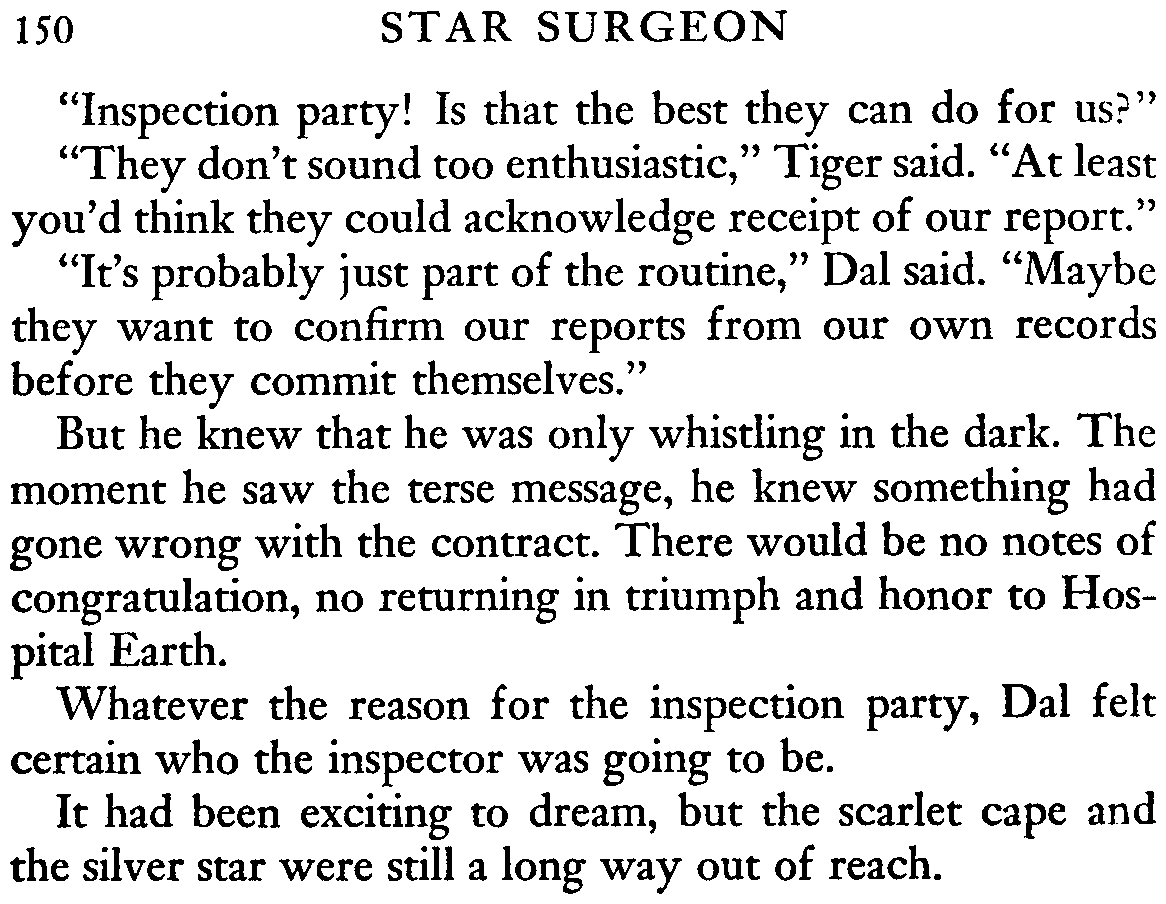 150 STAR SURGEON
“Inspection party! Is that the best they can do for us?”
“They don’t sound too enthusiastic,” Tiger said. “At least
you’d think they could acknowledge receipt of our report.”
“It’s probably just part of the routine,” Dal said. “Maybe
they want to confirm our reports from our own records
before they commit themselves.”
But he knew that he was only whistling in the dark. The
moment he saw the terse message, he knew something had
gone wrong with the contract. There would be no notes of
congratulation, no returning in triumph and honor to Hos-
pital Earth.
Whatever the reason for the inspection party, Dal felt
certain who the inspector was going to be.
It had been exciting to dream, but the scarlet cape and
the silver star were still a long way out of reach.